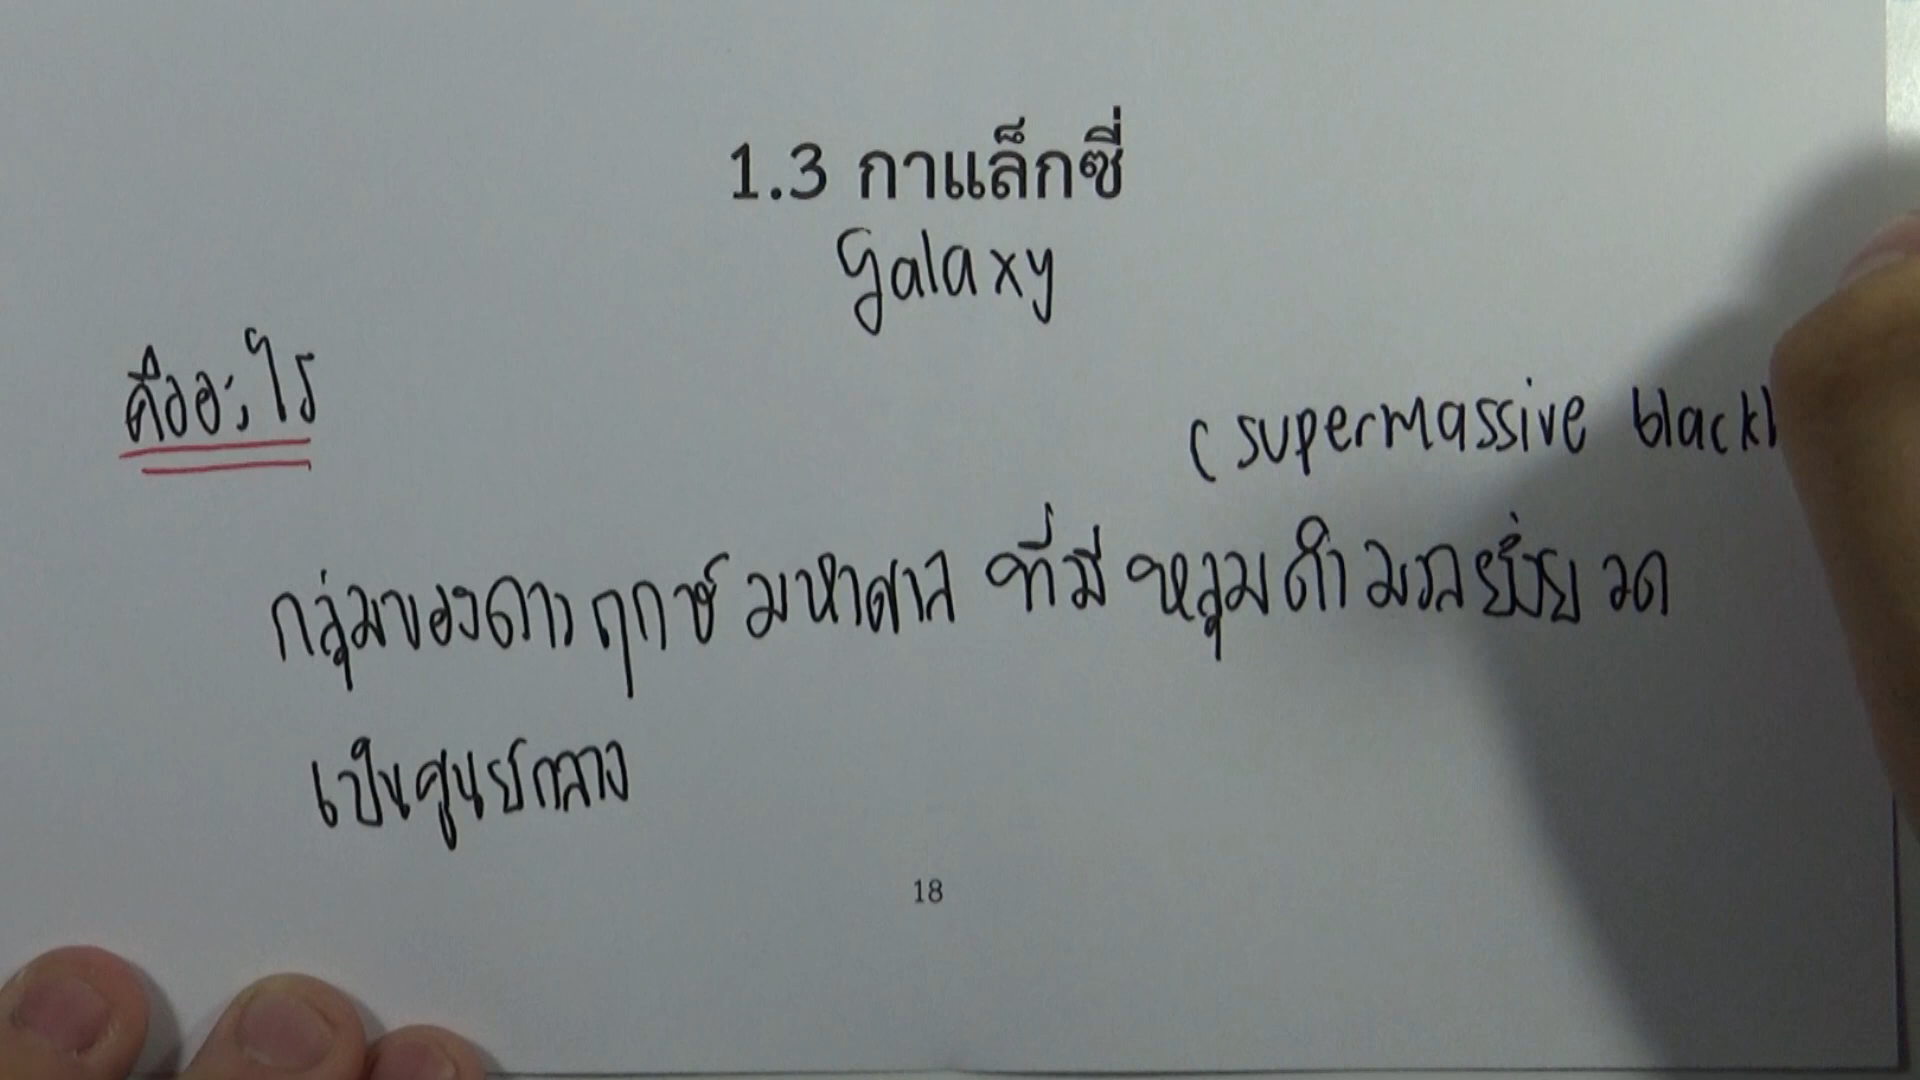 1.3 กาแล็กซี่
galaxy
คืออะไร
(supermassive black
กลุ่มของดาวฤกษ์มหาศาล ที่มี หลุมดำมวลยิ่งยวด
เป็นศูนย์กลาง
18